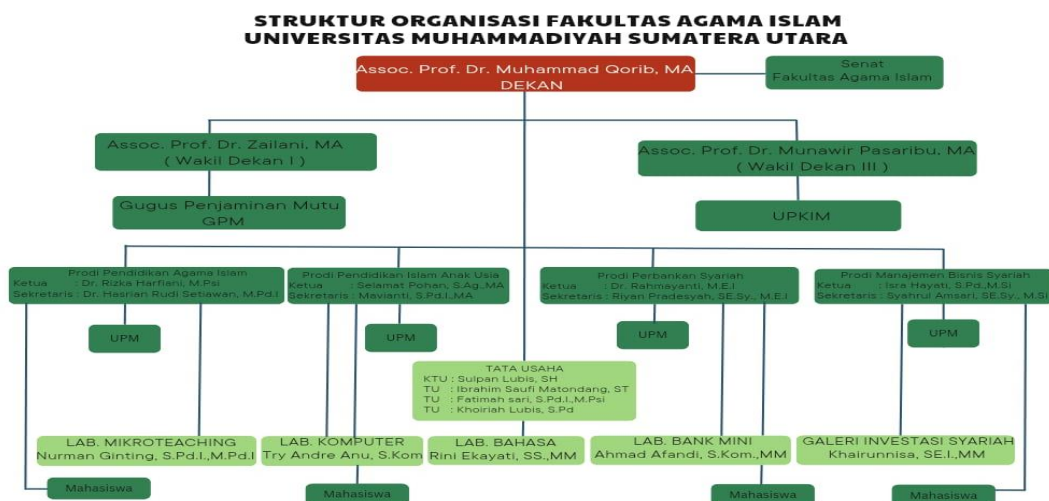 STRUKTUR ORGANISASI FAKULTAS AGAMA ISLAM
UNIVERSITAS MUHAMMADIYAH SUMATERA UTARA
Assoc. Prof. Dr. Muhammad Qorib, MA
DEKAN
Senat
Fakultas Agama Islam
Assoc. Prof. Dr. Zailani, MA
( Wakil Dekan I )
Assoc. Prof. Dr. Munawir Pasaribu, MA
( Wakil Dekan III )
Gugus Penjaminan Mutu
GPM
UPKIM
Prodi Pendidikan Agama Islam
Ketua : Dr. Rizka Harfiani, M.Psi
Sekretaris : Dr. Hasrian Rudi Setiawan, M.Pd.I
Prodi Pendidikan Islam Anak Usia
Ketua : Selamat Pohan, S.Ag.,MA
Sekretaris : Mavianti, S.Pd.I.,MA
Prodi Perbankan Syariah
Ketua : Dr. Rahmayanti, M.E.I
Sekretaris : Riyan Pradesyah, SE.Sy., M.E.I
Prodi Manajemen Bisnis Syariah
Ketua : Isra Hayati, S.Pd.,M.Si
Sekretaris : Syahrul Amsari, SE.Sy., M.Si
UPM
UPM
UPM
UPM
TATA USAHA
KTU : Sulpan Lubis, SH
TU : Ibrahim Saufi Matondang, ST
TU : Fatimah sari, S.Pd.I.,M.Psi
TU : Khoiriah Lubis, S.Pd
LAB. MIKROTEACHING
Nurman Ginting, S.Pd.I.,M.Pd.I
LAB. KOMPUTER
Try Andre Anu, S.Kom
LAB. BAHASA
Rini Ekayati, SS.,MM
LAB. BANK MINI
Ahmad Afandi, S.Kom.,MM
GALERI INVESTASI SYARIAH
Khairunnisa, SE.I.,MM
Mahasiswa
Mahasiswa
Mahasiswa
Mahasiswa